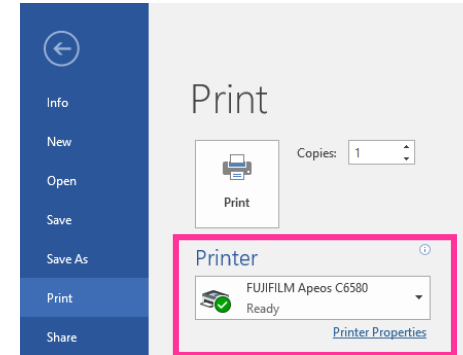 Info
New
Open
Save
Save As
Print
Share
Print
Print
Copies: 1
Printer
FUJIFILM Apeos C6580
Ready
Printer Properties